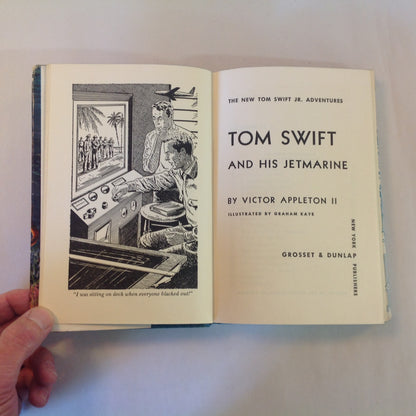 THE NEW TOM SWIFT JR. ADVENTURES
TOM SWIFT
AND HIS JETMARINE
BY VICTOR APPLETON II
ILLUSTRATED BY GRAHAM KAYE
GROSSET & DUNLAP
NEW YORK PUBLISHERS
"I was sitting on deck when everyone blacked out!"